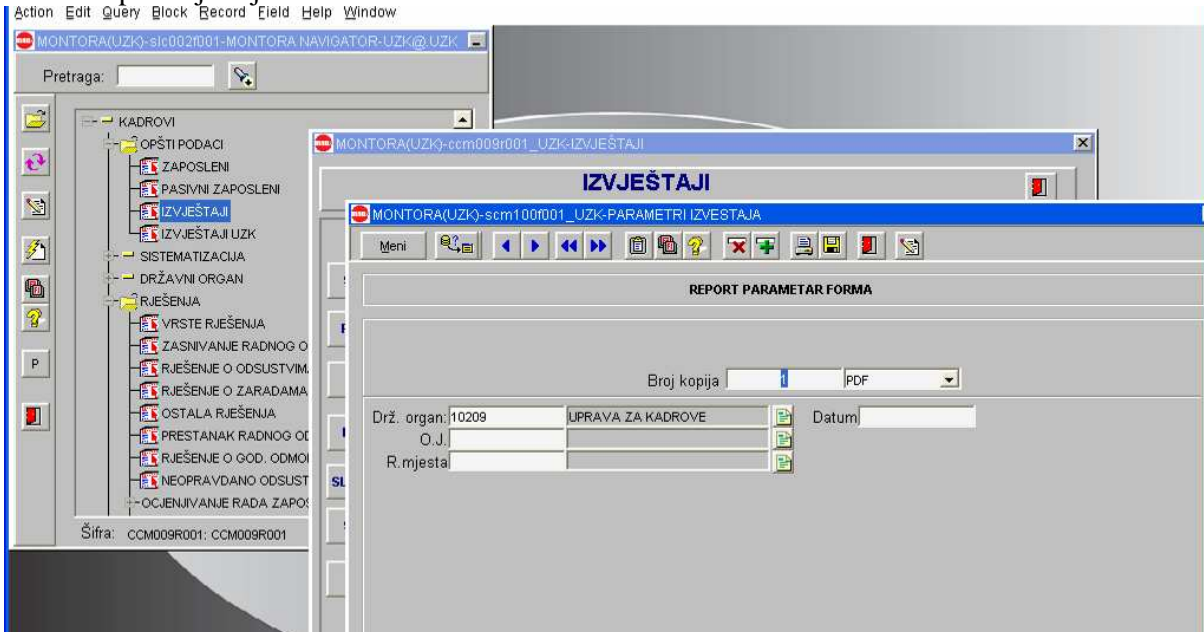 Action Edit Query Block Record Field Help Window
MONTORA(UZK)-slc002f001-MONTORA NAVIGATOR-UZK@.UZK
Pretraga:
KADROVI
OPŠTI PODACI
ZAPOSLENI
PASIVNI ZAPOSLENI
IZVJEŠTAJI
IZVJEŠTAJI UZK
SISTEMATIZACIJA
DRŽAVNI ORGAN
RJEŠENJA
VRSTE RJEŠENJA
ZASNIVANJE RADNOG O
RJEŠENJE O ODSUSTVIM
RJEŠENJE O ZARADAMA
OSTALA RJEŠENJA
PRESTANAK RADNOG OD
RJEŠENJE O GOD. ODMO
NEOPRAVDANO ODSUST
OCJENJIVANJE RADA ZAPOS
P
Šifra: CCM009R001: CCM009R001
MONTORA(UZK)-ccm009r001_UZK-IZVJEŠTAJI
IZVJEŠTAJI
SL
MONTORA(UZK)-scm100f001_UZK-PARAMETRI IZVESTAJA
Meni
REPORT PARAMETAR FORMA
Broj kopija 1 PDF
Drž. organ: 10209 UPRAVA ZA KADROVE Datum
O.J.
R.mjesta